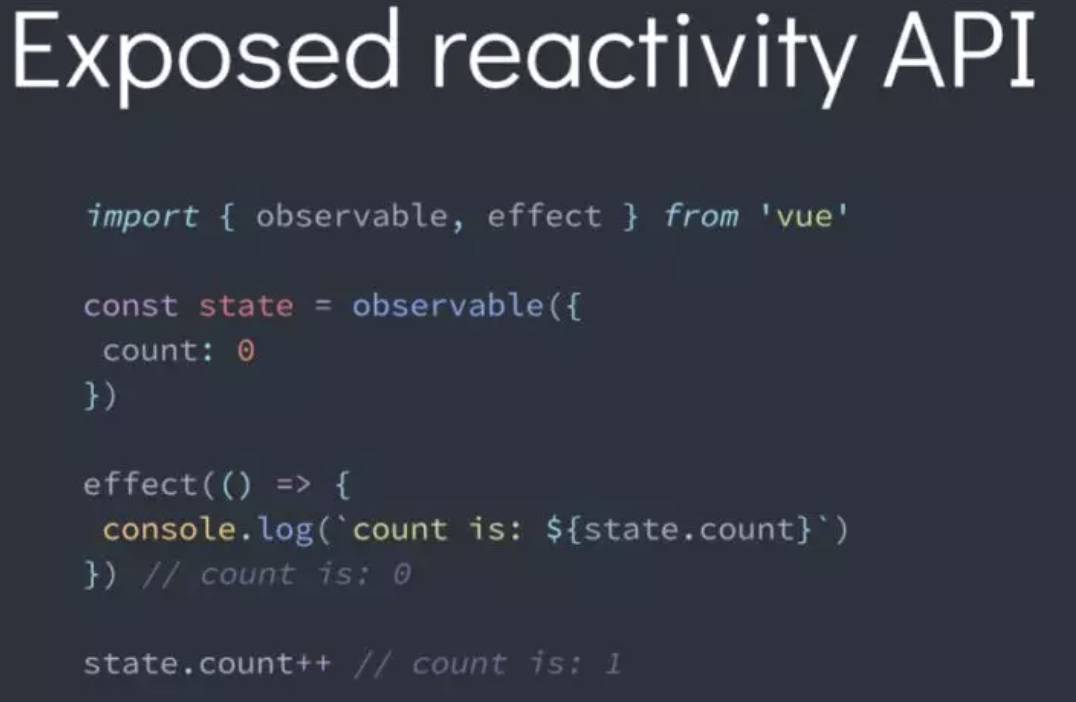 Exposed reactivity API
import { observable, effect } from 'vue'
const state = observable({
 count: 0
})
effect(() => {
 console.log(`count is: ${state.count}`)
}) // count is: 0
state.count++ // count is: 1